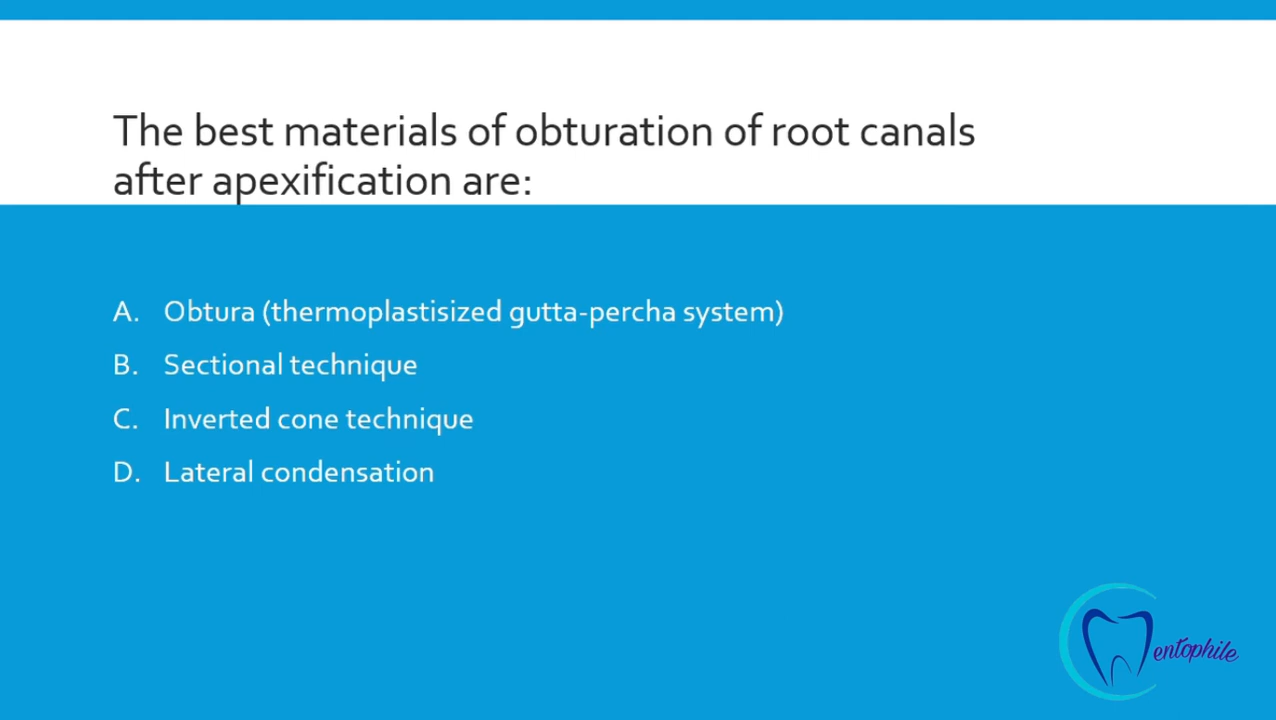 The best materials of obturation of root canals
after apexification are:
A. Obtura (thermoplastisized gutta-percha system)
B. Sectional technique
C. Inverted cone technique
D. Lateral condensation
entophile